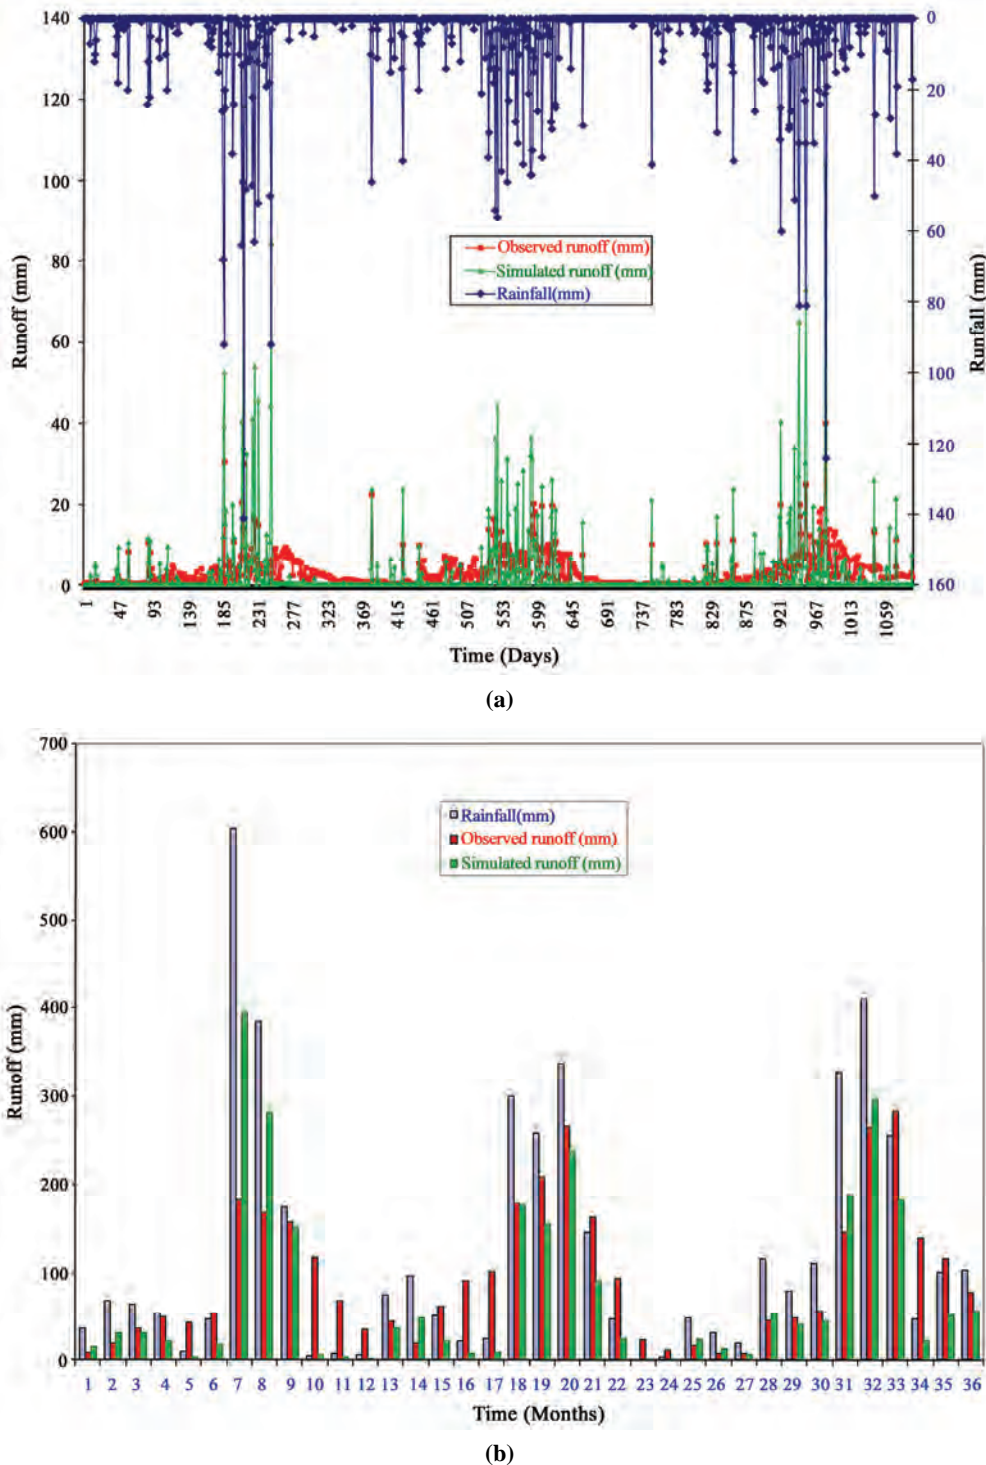 140
120
100
80
60
40
20
0
Runoff (mm)
0
20
40
60
80
100
120
140
160
Runfall (mm)
Observed runoff (mm)
Simulated runoff (mm)
Rainfall(mm)
1 47 93 139 185 231 277 323 369 415 461 507 553 599 645 691 737 783 829 875 921 967 1013 1059
Time (Days)
(a)
700
600
500
400
300
200
100
0
Runoff (mm)
Rainfall(mm)
Observed runoff (mm)
Simulated runoff (mm)
1 2 3 4 5 6 7 8 9 10 11 12 13 14 15 16 17 18 19 20 21 22 23 24 25 26 27 28 29 30 31 32 33 34 35 36
Time (Months)
(b)